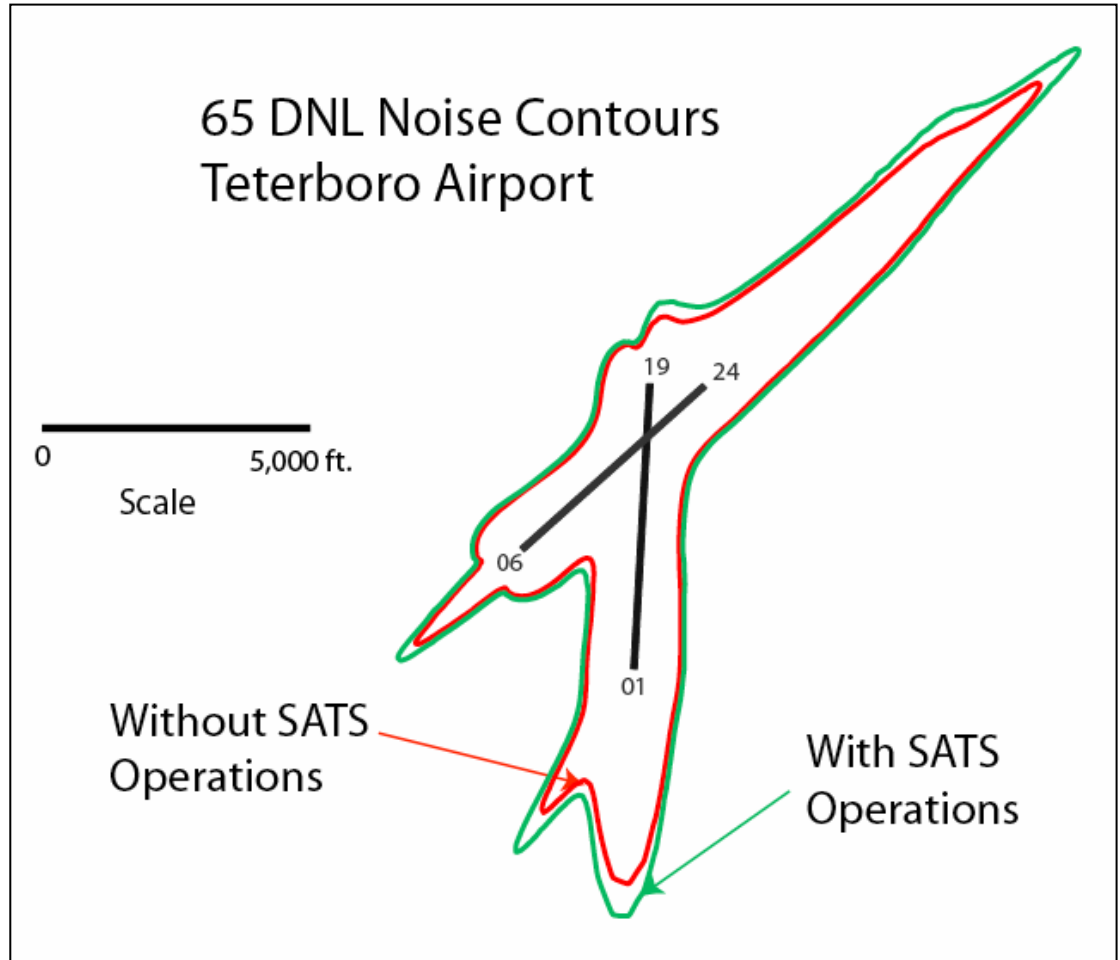 65 DNL Noise Contours
Teterboro Airport
19
24
0
5,000 ft.
Scale
06
01
Without SATS
Operations
With SATS
Operations